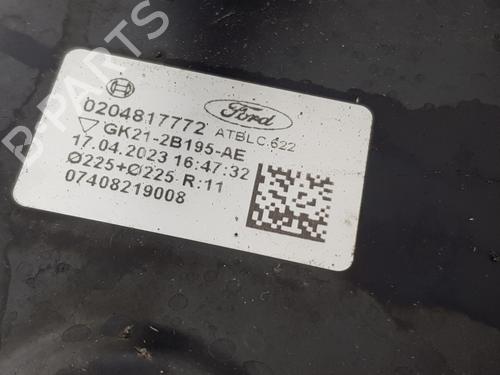 0204817772 Ford
GK21-2B195-AE ATBLC.622
17.04.2023 16:47:32
Ø225+Ø225 R:11
07408219008
B-PARTS